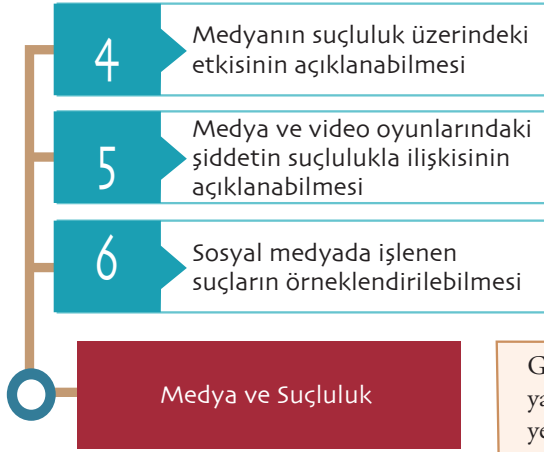 4
Medyanın suçluluk üzerindeki
etkisinin açıklanabilmesi
5
Medya ve video oyunlarındaki
şiddetin suçlulukla ilişkisinin
açıklanabilmesi
6
Sosyal medyada işlenen
suçların örneklendirilebilmesi
Medya ve Suçluluk